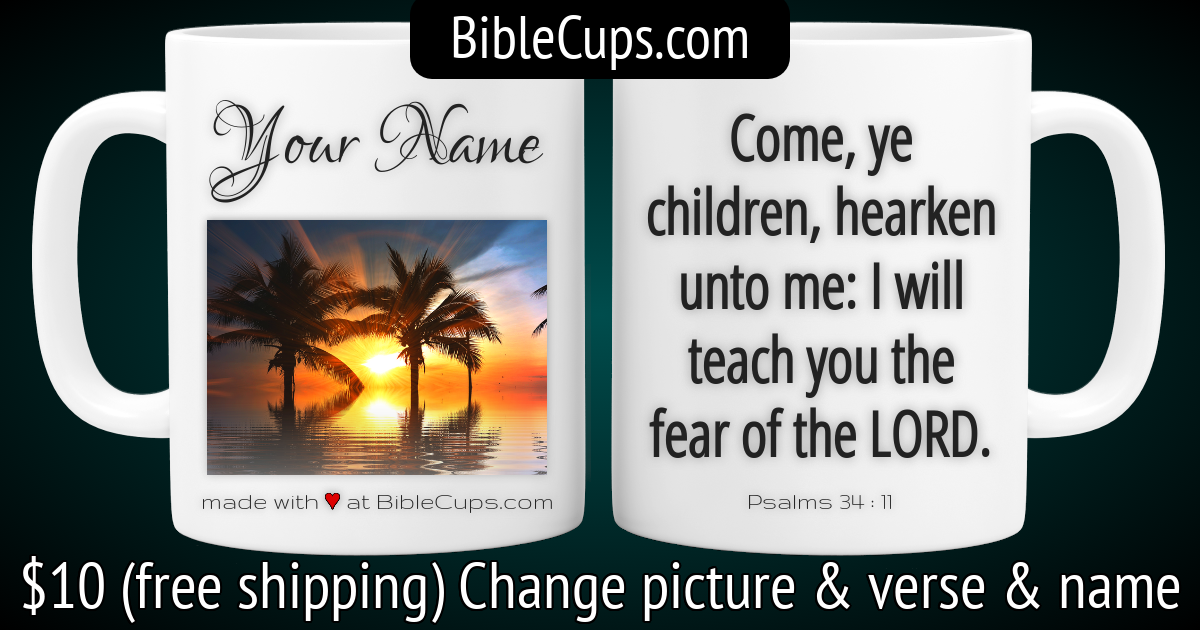 BibleCups.com
Your Name
made with ❤ at BibleCups.com
Come, ye
children, hearken
unto me: I will
teach you the
fear of the LORD.
Psalms 34 : 11
$10 (free shipping) Change picture & verse & name